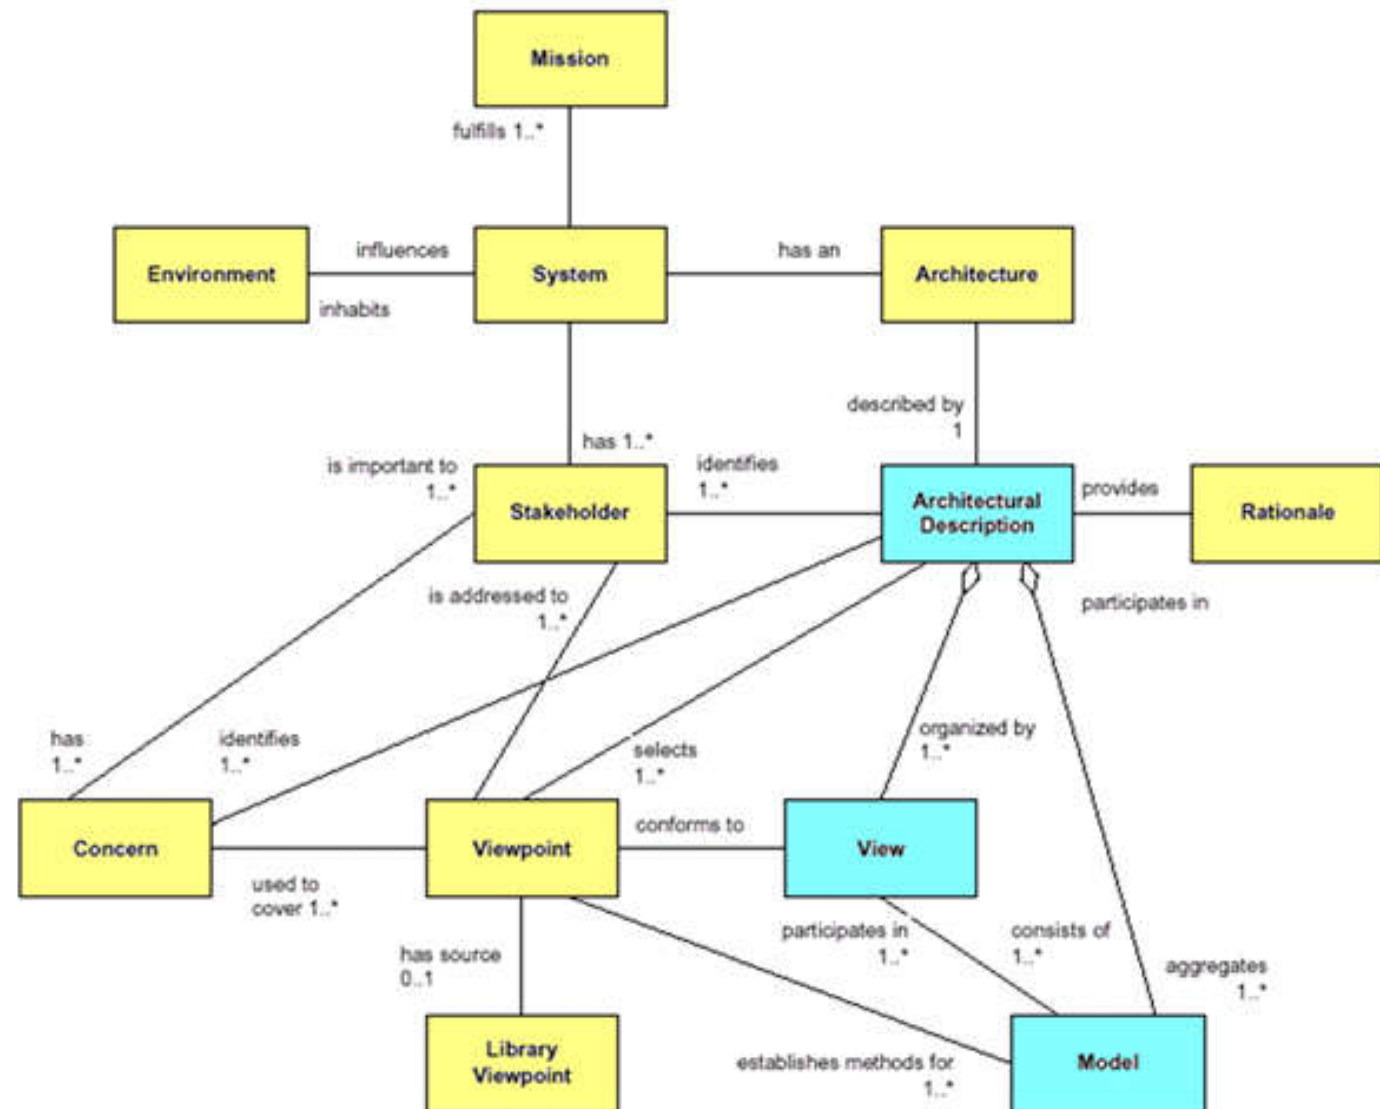 Mission
fulfills 1..*
influences
has an
Environment
System
Architecture
inhabits
described by
1
has 1..*
is important to
1..*
identifies
1..*
provides
Stakeholder
Architectural
Description
Rationale
is addressed to
1..*
participates in
has
1..*
identifies
1..*
selects
1..*
organized by
1..*
conforms to
Concern
Viewpoint
View
used to
cover 1..*
has source
0..1
participates in
1..*
consists of
1..*
aggregates
1..*
Library
Viewpoint
establishes methods for
1..*
Model